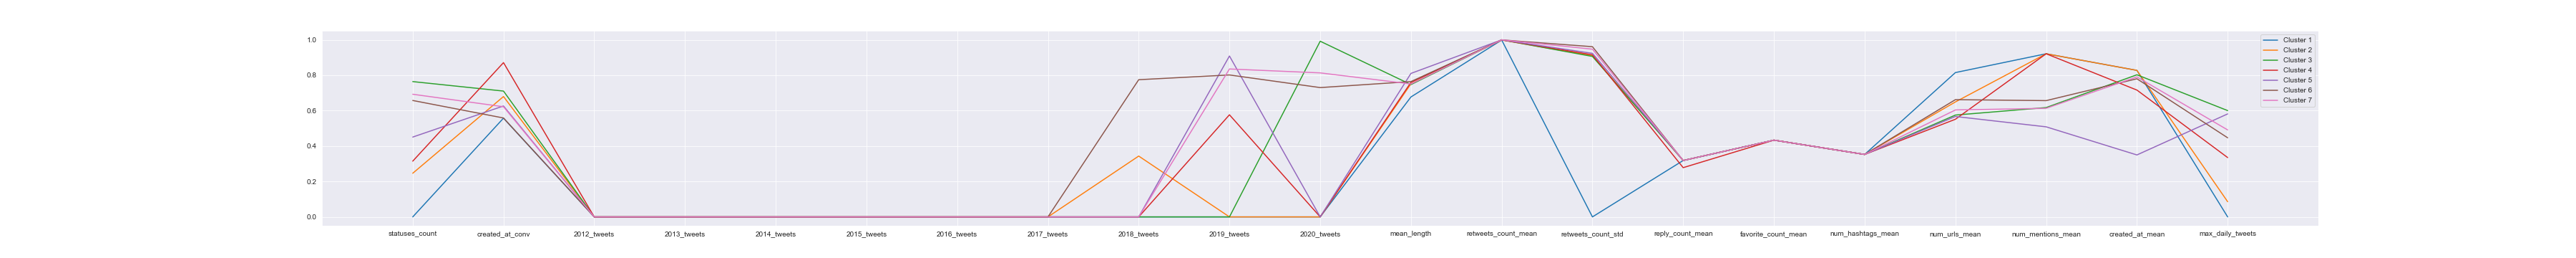 1.0
0.8
0.6
0.4
0.2
0.0
statuses_count created_at_conv 2012_tweets 2013_tweets 2014_tweets 2015_tweets 2016_tweets 2017_tweets 2018_tweets 2019_tweets 2020_tweets mean_length retweets_count_mean retweets_count_std reply_count_mean favorite_count_mean num_hashtags_mean num_urls_mean num_mentions_mean created_at_mean max_daily_tweets
Cluster 1
Cluster 2
Cluster 3
Cluster 4
Cluster 5
Cluster 6
Cluster 7